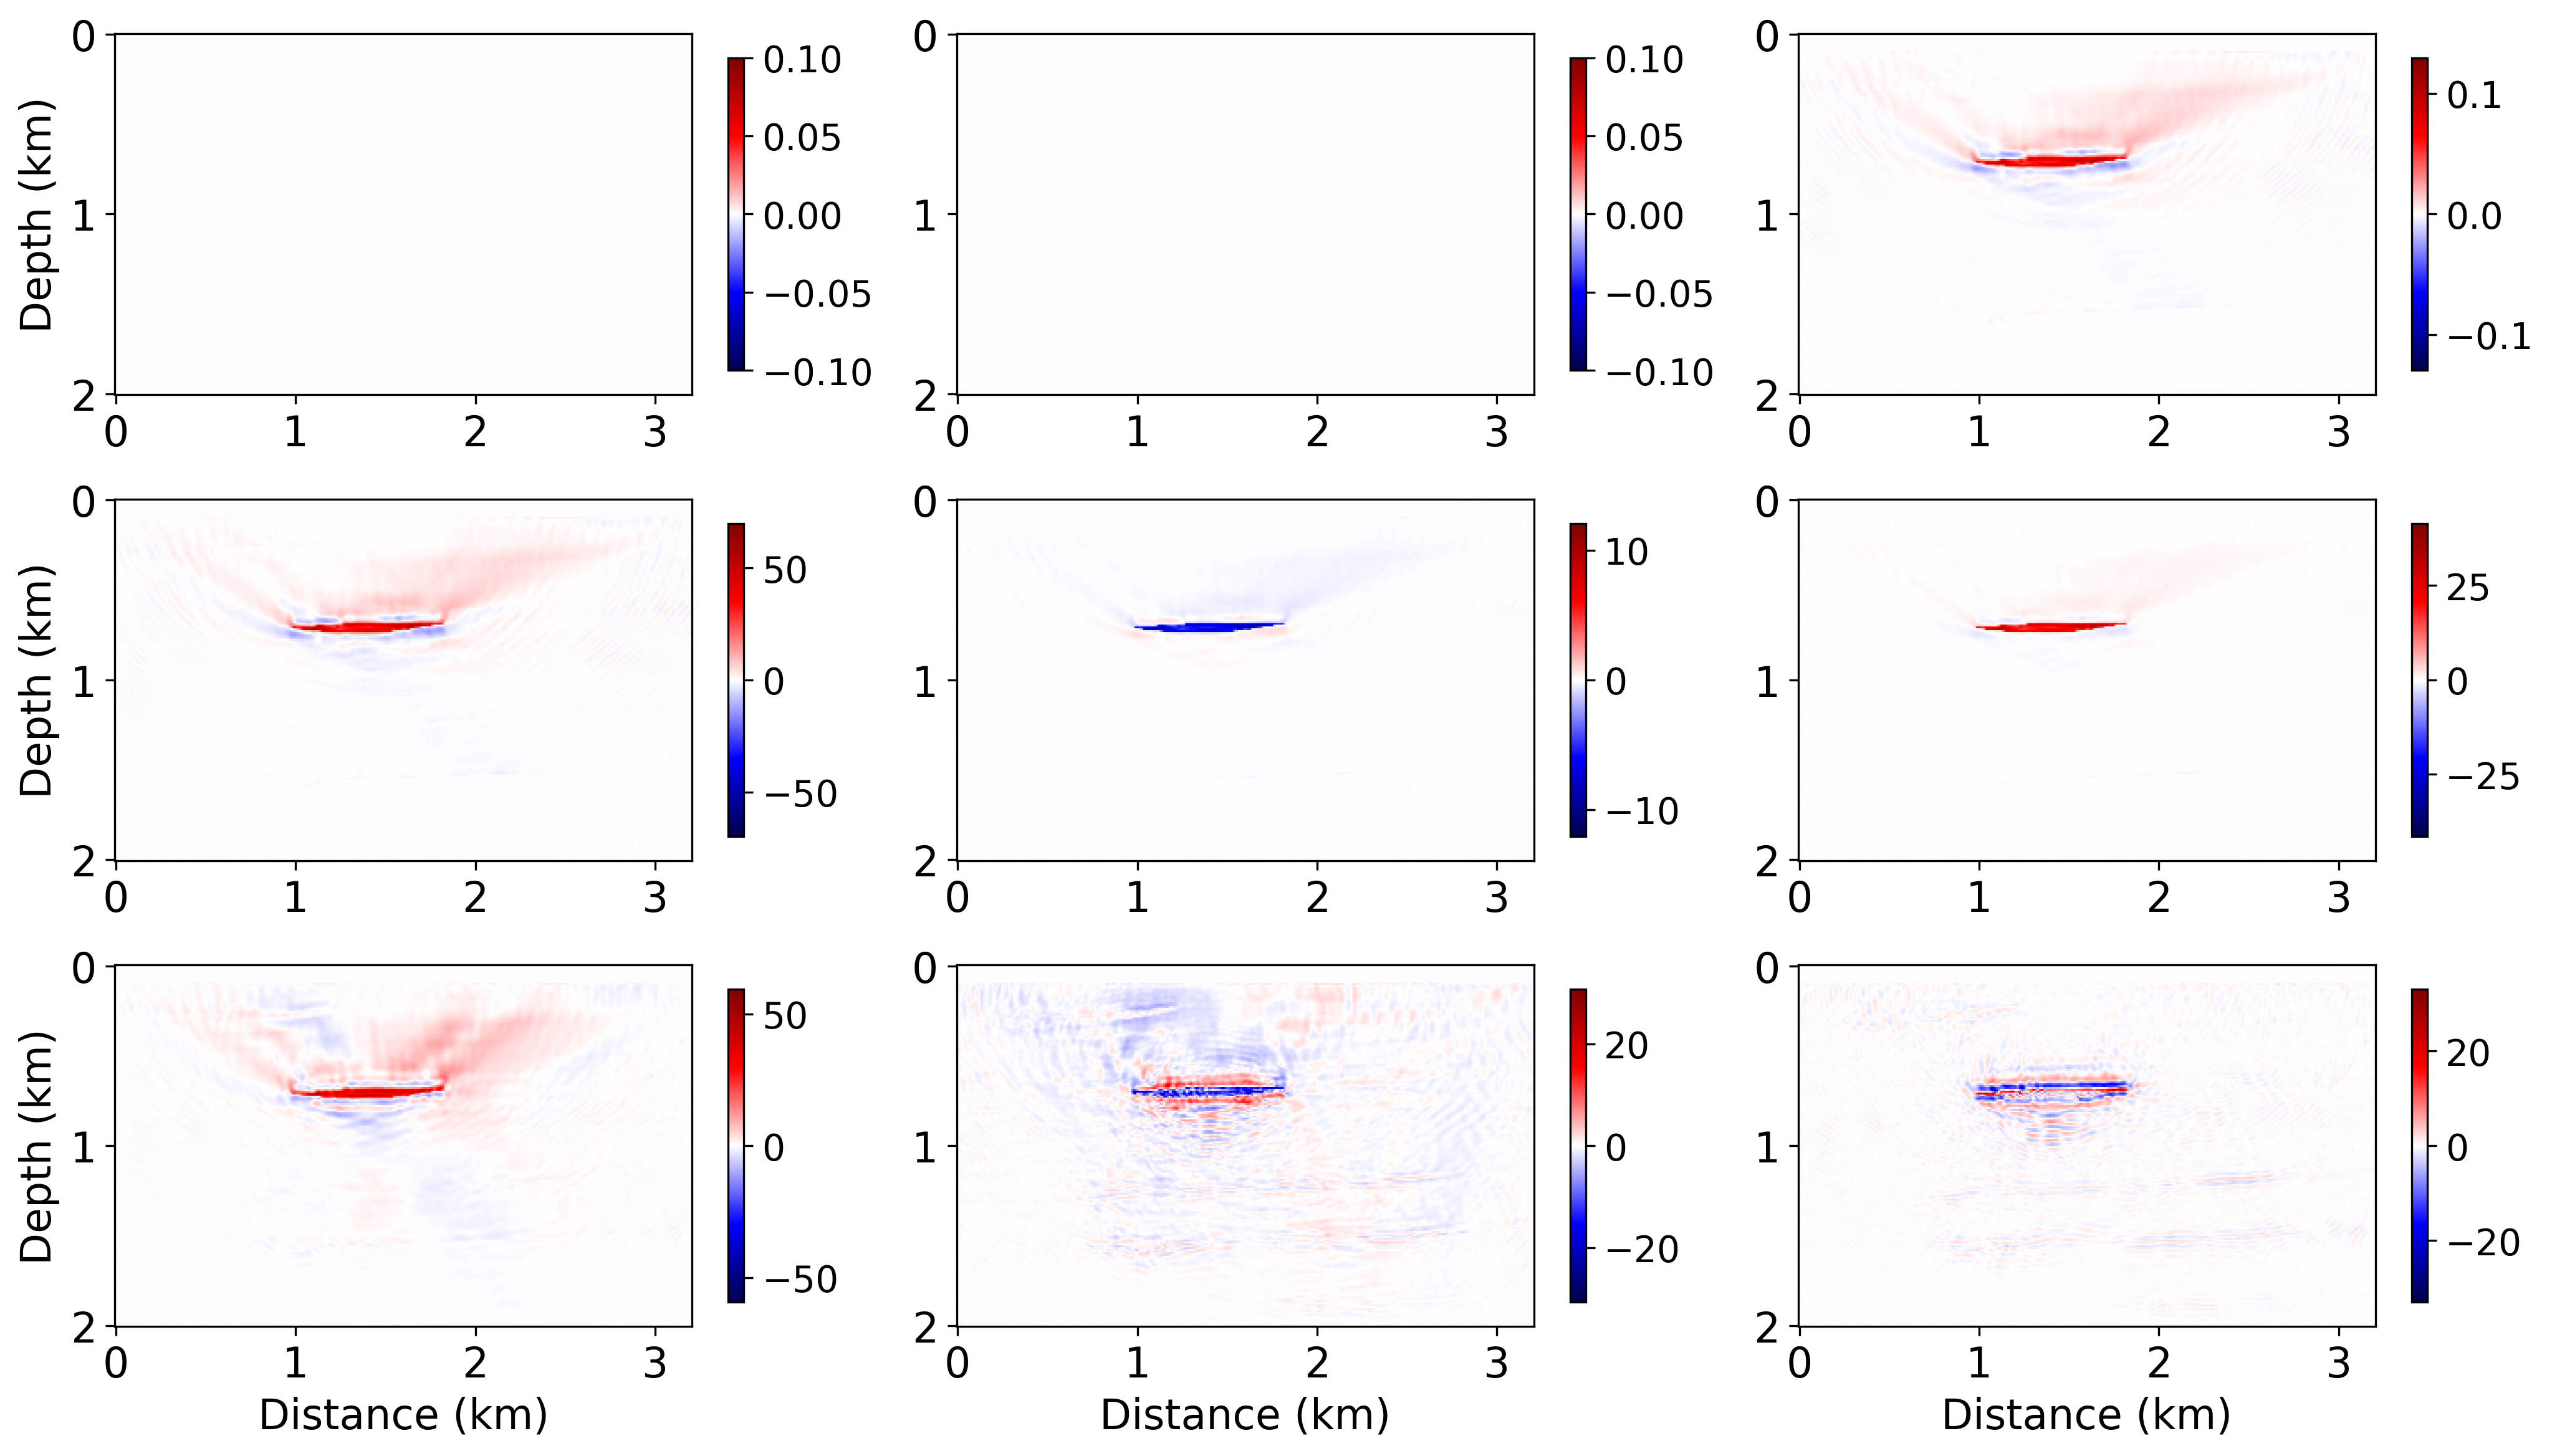 0 0.10 0 0.10 0
Depth (km) 0.05 0.05 0.1
1 0.00 1 0.00 1 0.0
−0.05 −0.05 −0.1
2 −0.10 2 −0.10 2
0 1 2 3 0 1 2 3 0 1 2 3
0 0 0
Depth (km) 50 10 25
1 0 1 0 1 0
−50 −10 −25
2 2 2
0 1 2 3 0 1 2 3 0 1 2 3
0 0 0
Depth (km) 50 20 20
1 0 1 0 1 0
−50 −20 −20
2 2 2
0 1 2 3 0 1 2 3 0 1 2 3
Distance (km) Distance (km) Distance (km)